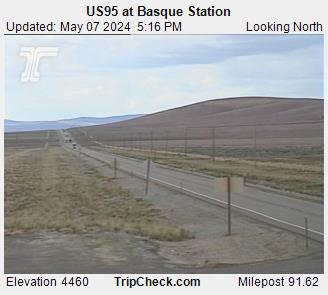 US95 at Basque Station
Updated: May 07 2024 5:16 PM Looking North
Elevation 4460 TripCheck.com Milepost 91.62